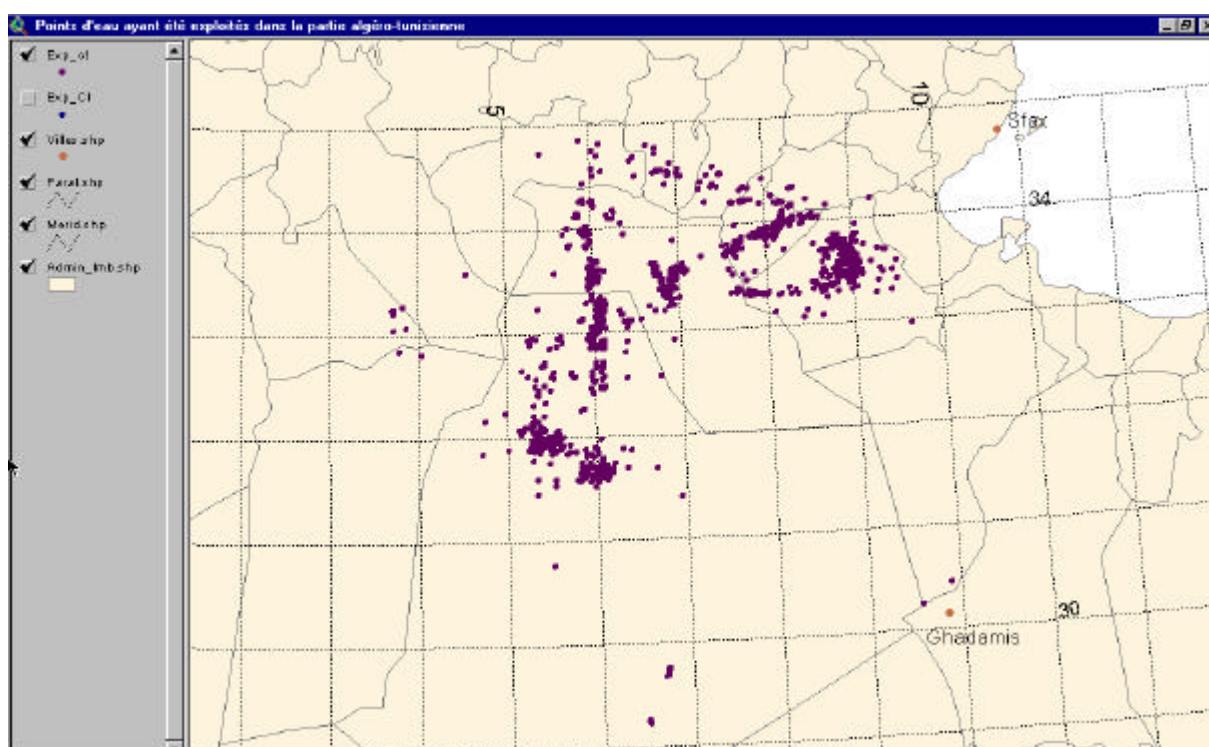 Points d'eau ayant été exploités dans la partie algéro-tunisienne
Exp_ct
Exp_CI
Villes.shp
Paral.shp
Merid.shp
Admin_lmb.shp
5
10
Sfax
34
30
Ghadamis